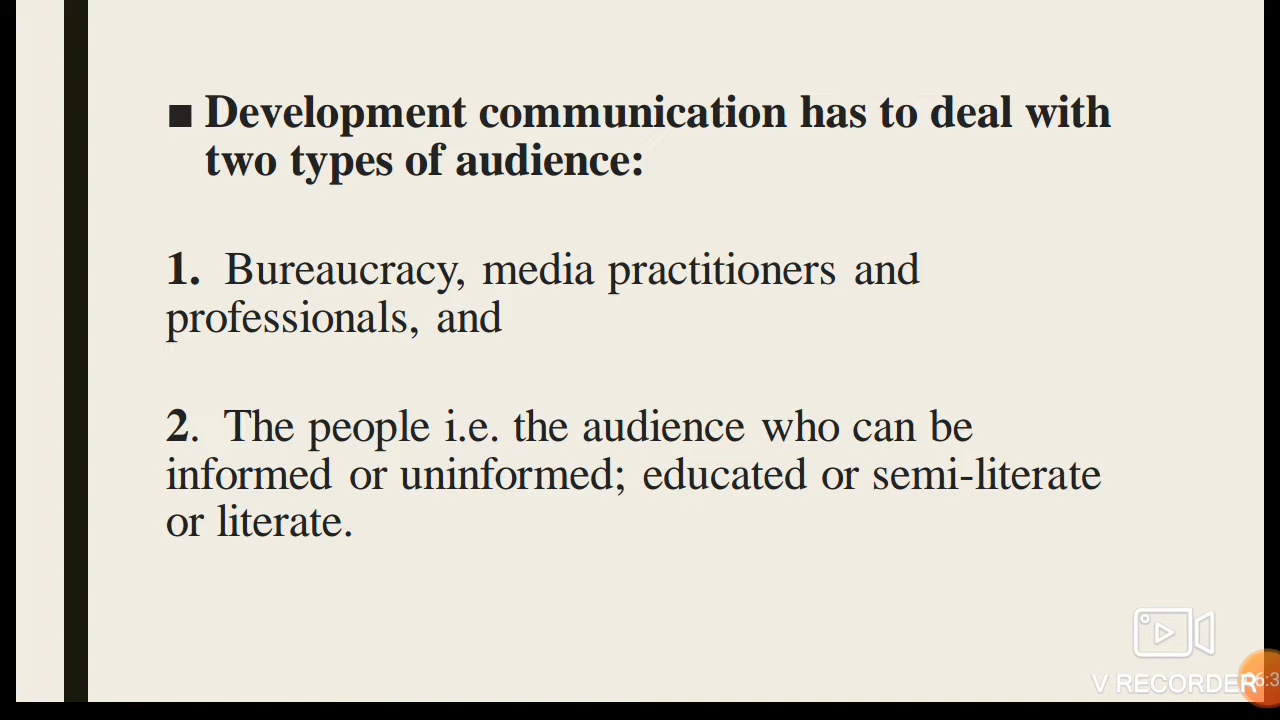 ■ Development communication has to deal with
two types of audience:
1. Bureaucracy, media practitioners and
professionals, and
2. The people i.e. the audience who can be
informed or uninformed; educated or semi-literate
or literate.
V RECORDER